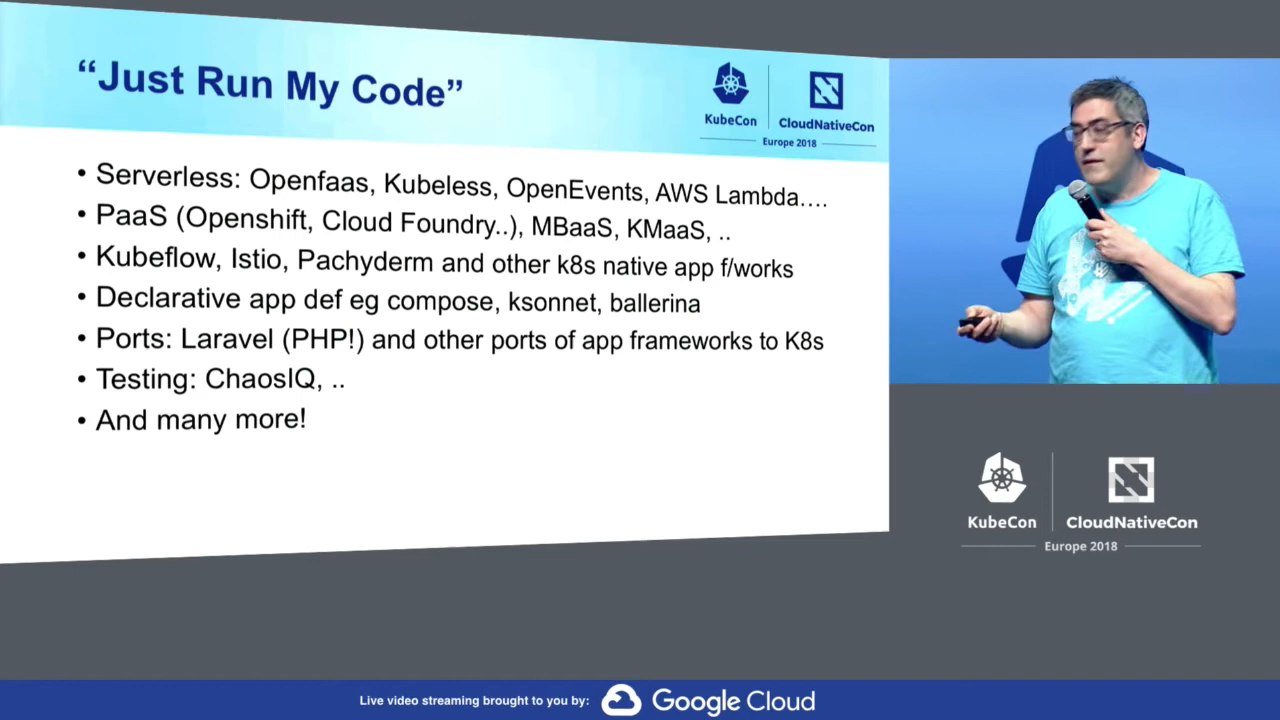 “Just Run My Code”
KubeCon
CloudNativeCon
Europe 2018
• Serverless: Openfaas, Kubeless, OpenEvents, AWS Lambda….
• PaaS (Openshift, Cloud Foundry..), MBaaS, KMaaS, ..
• Kubeflow, Istio, Pachyderm and other k8s native app f/works
• Declarative app def eg compose, ksonnet, ballerina
• Ports: Laravel (PHP!) and other ports of app frameworks to K8s
• Testing: ChaosIQ, ..
• And many more!
KubeCon
CloudNativeCon
Europe 2018
Live video streaming brought to you by:
Google Cloud